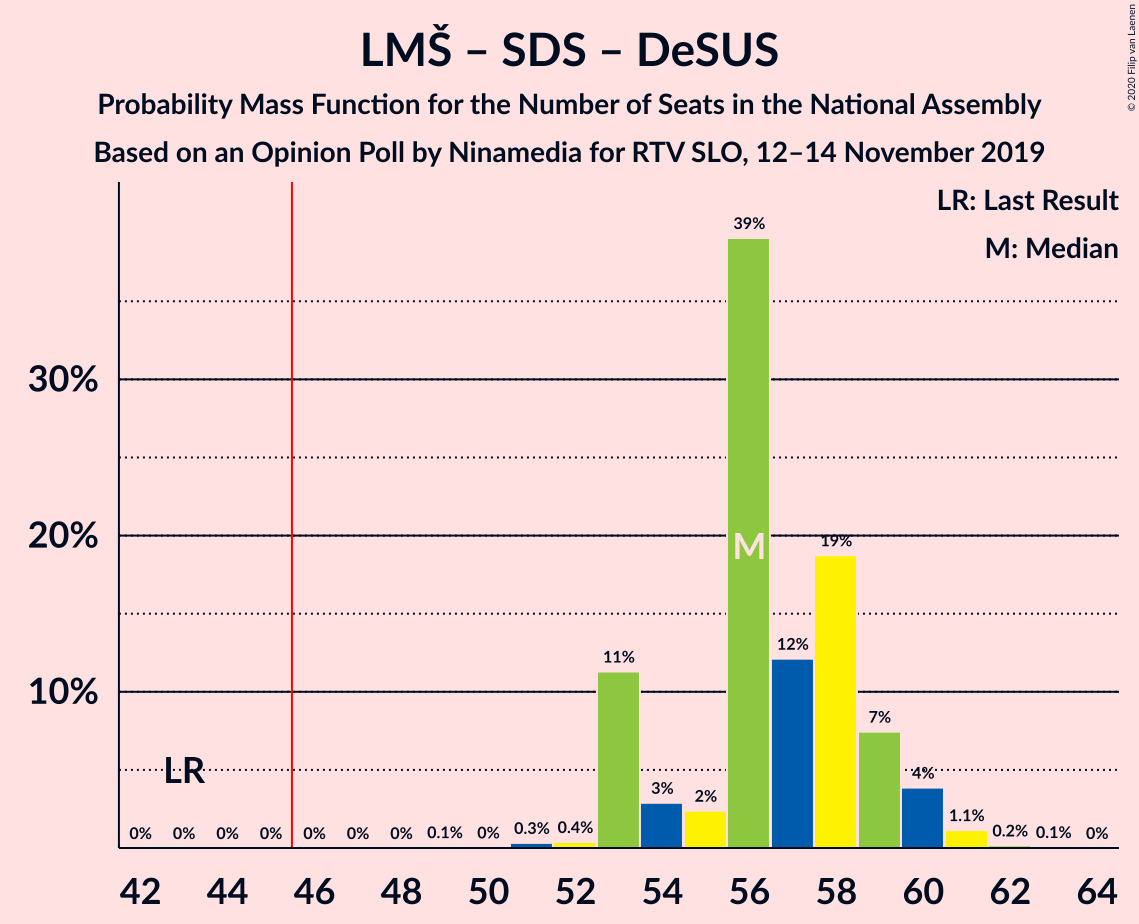 LMŠ – SDS – DeSUS
Probability Mass Function for the Number of Seats in the National Assembly
Based on an Opinion Poll by Ninamedia for RTV SLO, 12–14 November 2019
© 2020 Filip van Laenen
LR: Last Result
M: Median
39%
30%
20%
M
19%
12%
11%
10%
7%
LR
4%
3%
2%
0% 0% 0% 0% 0% 0% 0% 0.1% 0% 0.3% 0.4% 1.1% 0.2% 0.1% 0%
42 44 46 48 50 52 54 56 58 60 62 64